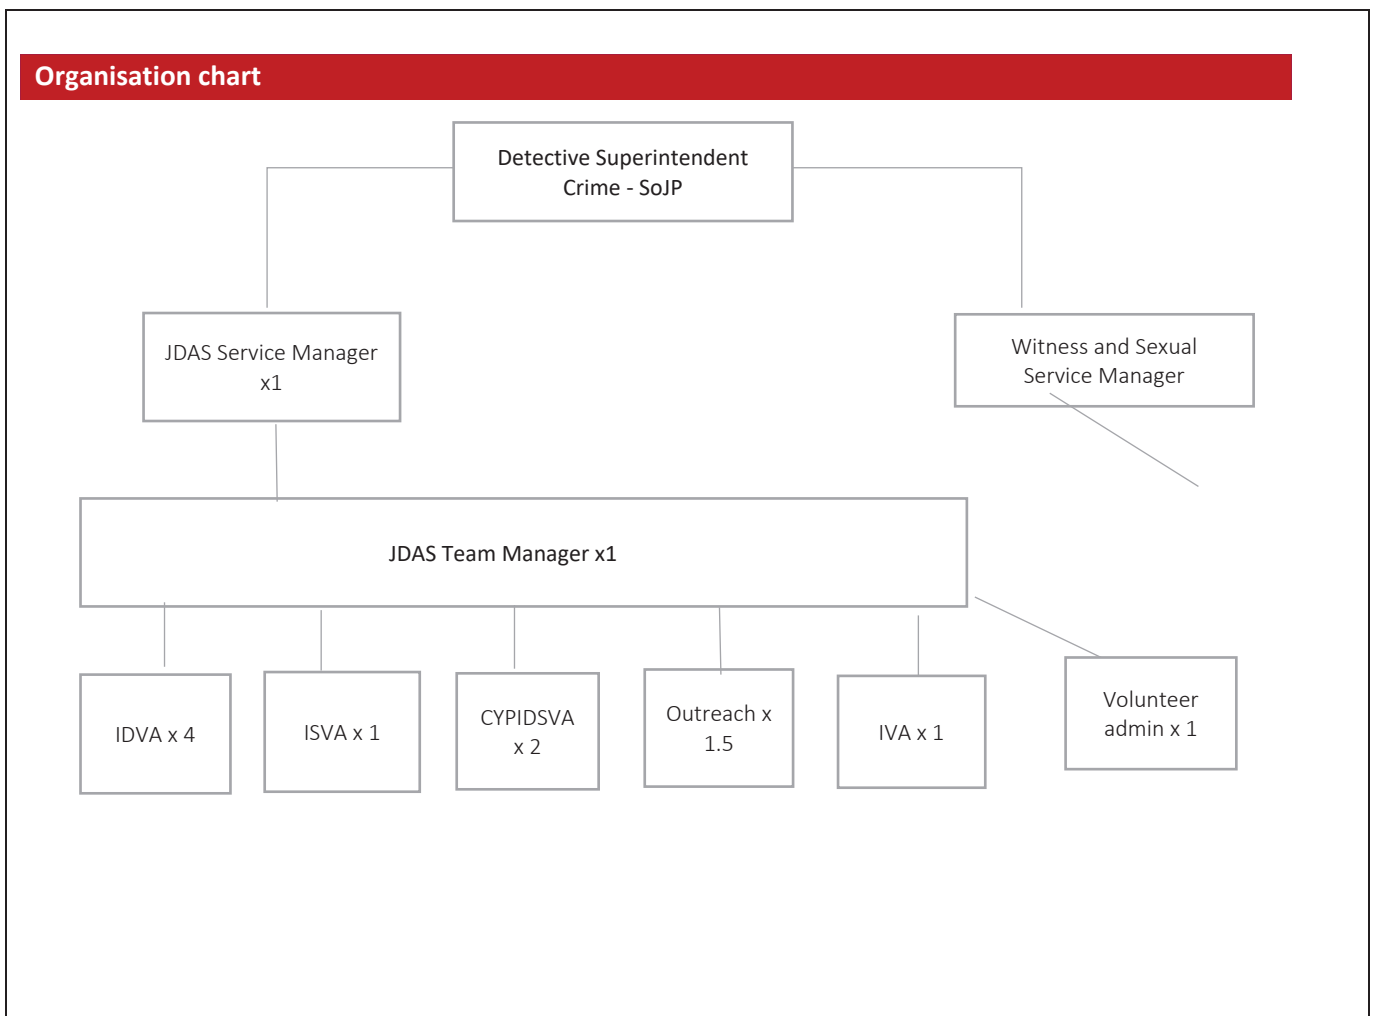 Organisation chart
Detective Superintendent
Crime - SoJP
JDAS Service Manager
x1
Witness and Sexual
Service Manager
JDAS Team Manager x1
IDVA x 4
ISVA x 1
CYPIDSVA
x 2
Outreach x
1.5
IVA x 1
Volunteer
admin x 1